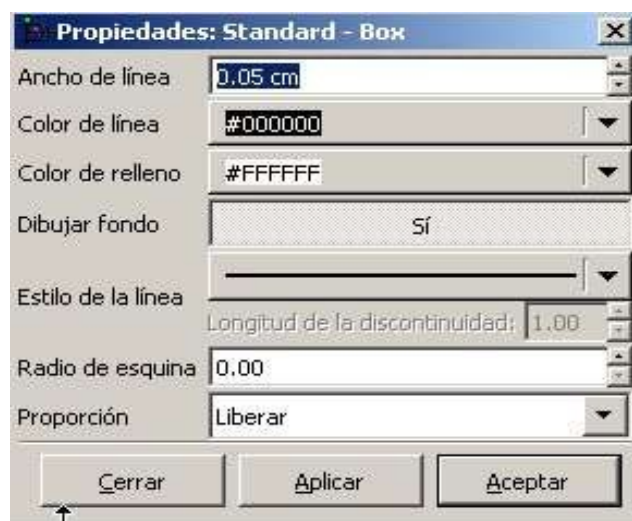 Propiedades: Standard - Box
Ancho de línea 0.05 cm
Color de línea #000000
Color de relleno #FFFFFF
Dibujar fondo Sí
Estilo de la línea
Longitud de la discontinuidad: 1.00
Radio de esquina 0.00
Proporción Liberar
Cerrar Aplicar Aceptar